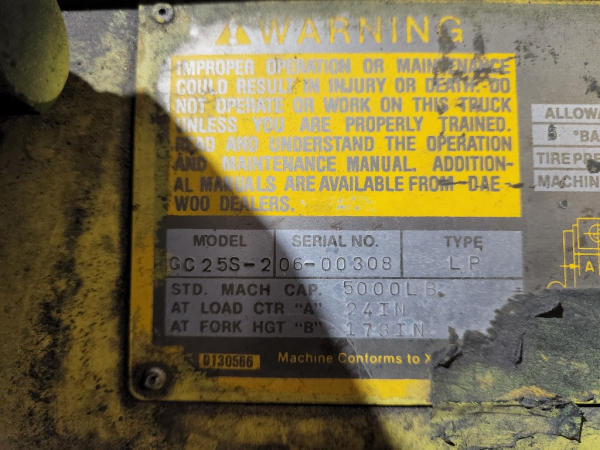 WARNING
IMPROPER OPERATION OR MAINTENANCE
COULD RESULT IN INJURY OR DEATH. DO
NOT OPERATE OR WORK ON THIS TRUCK
UNLESS YOU ARE PROPERLY TRAINED.
READ AND UNDERSTAND THE OPERATION
AND MAINTENANCE MANUAL. ADDITION-
AL MANUALS ARE AVAILABLE FROM DAE-
WOO DEALERS.
MODEL SERIAL NO. TYPE
GC25S-2 06-00308 LP
STD. MACH CAP. 5000LB
AT LOAD CTR "A" 24IN
AT FORK HGT "B" 178IN
D130566 Machine Conforms to
ALLOWA
"BA
TIRE PRE
MACHIN
A